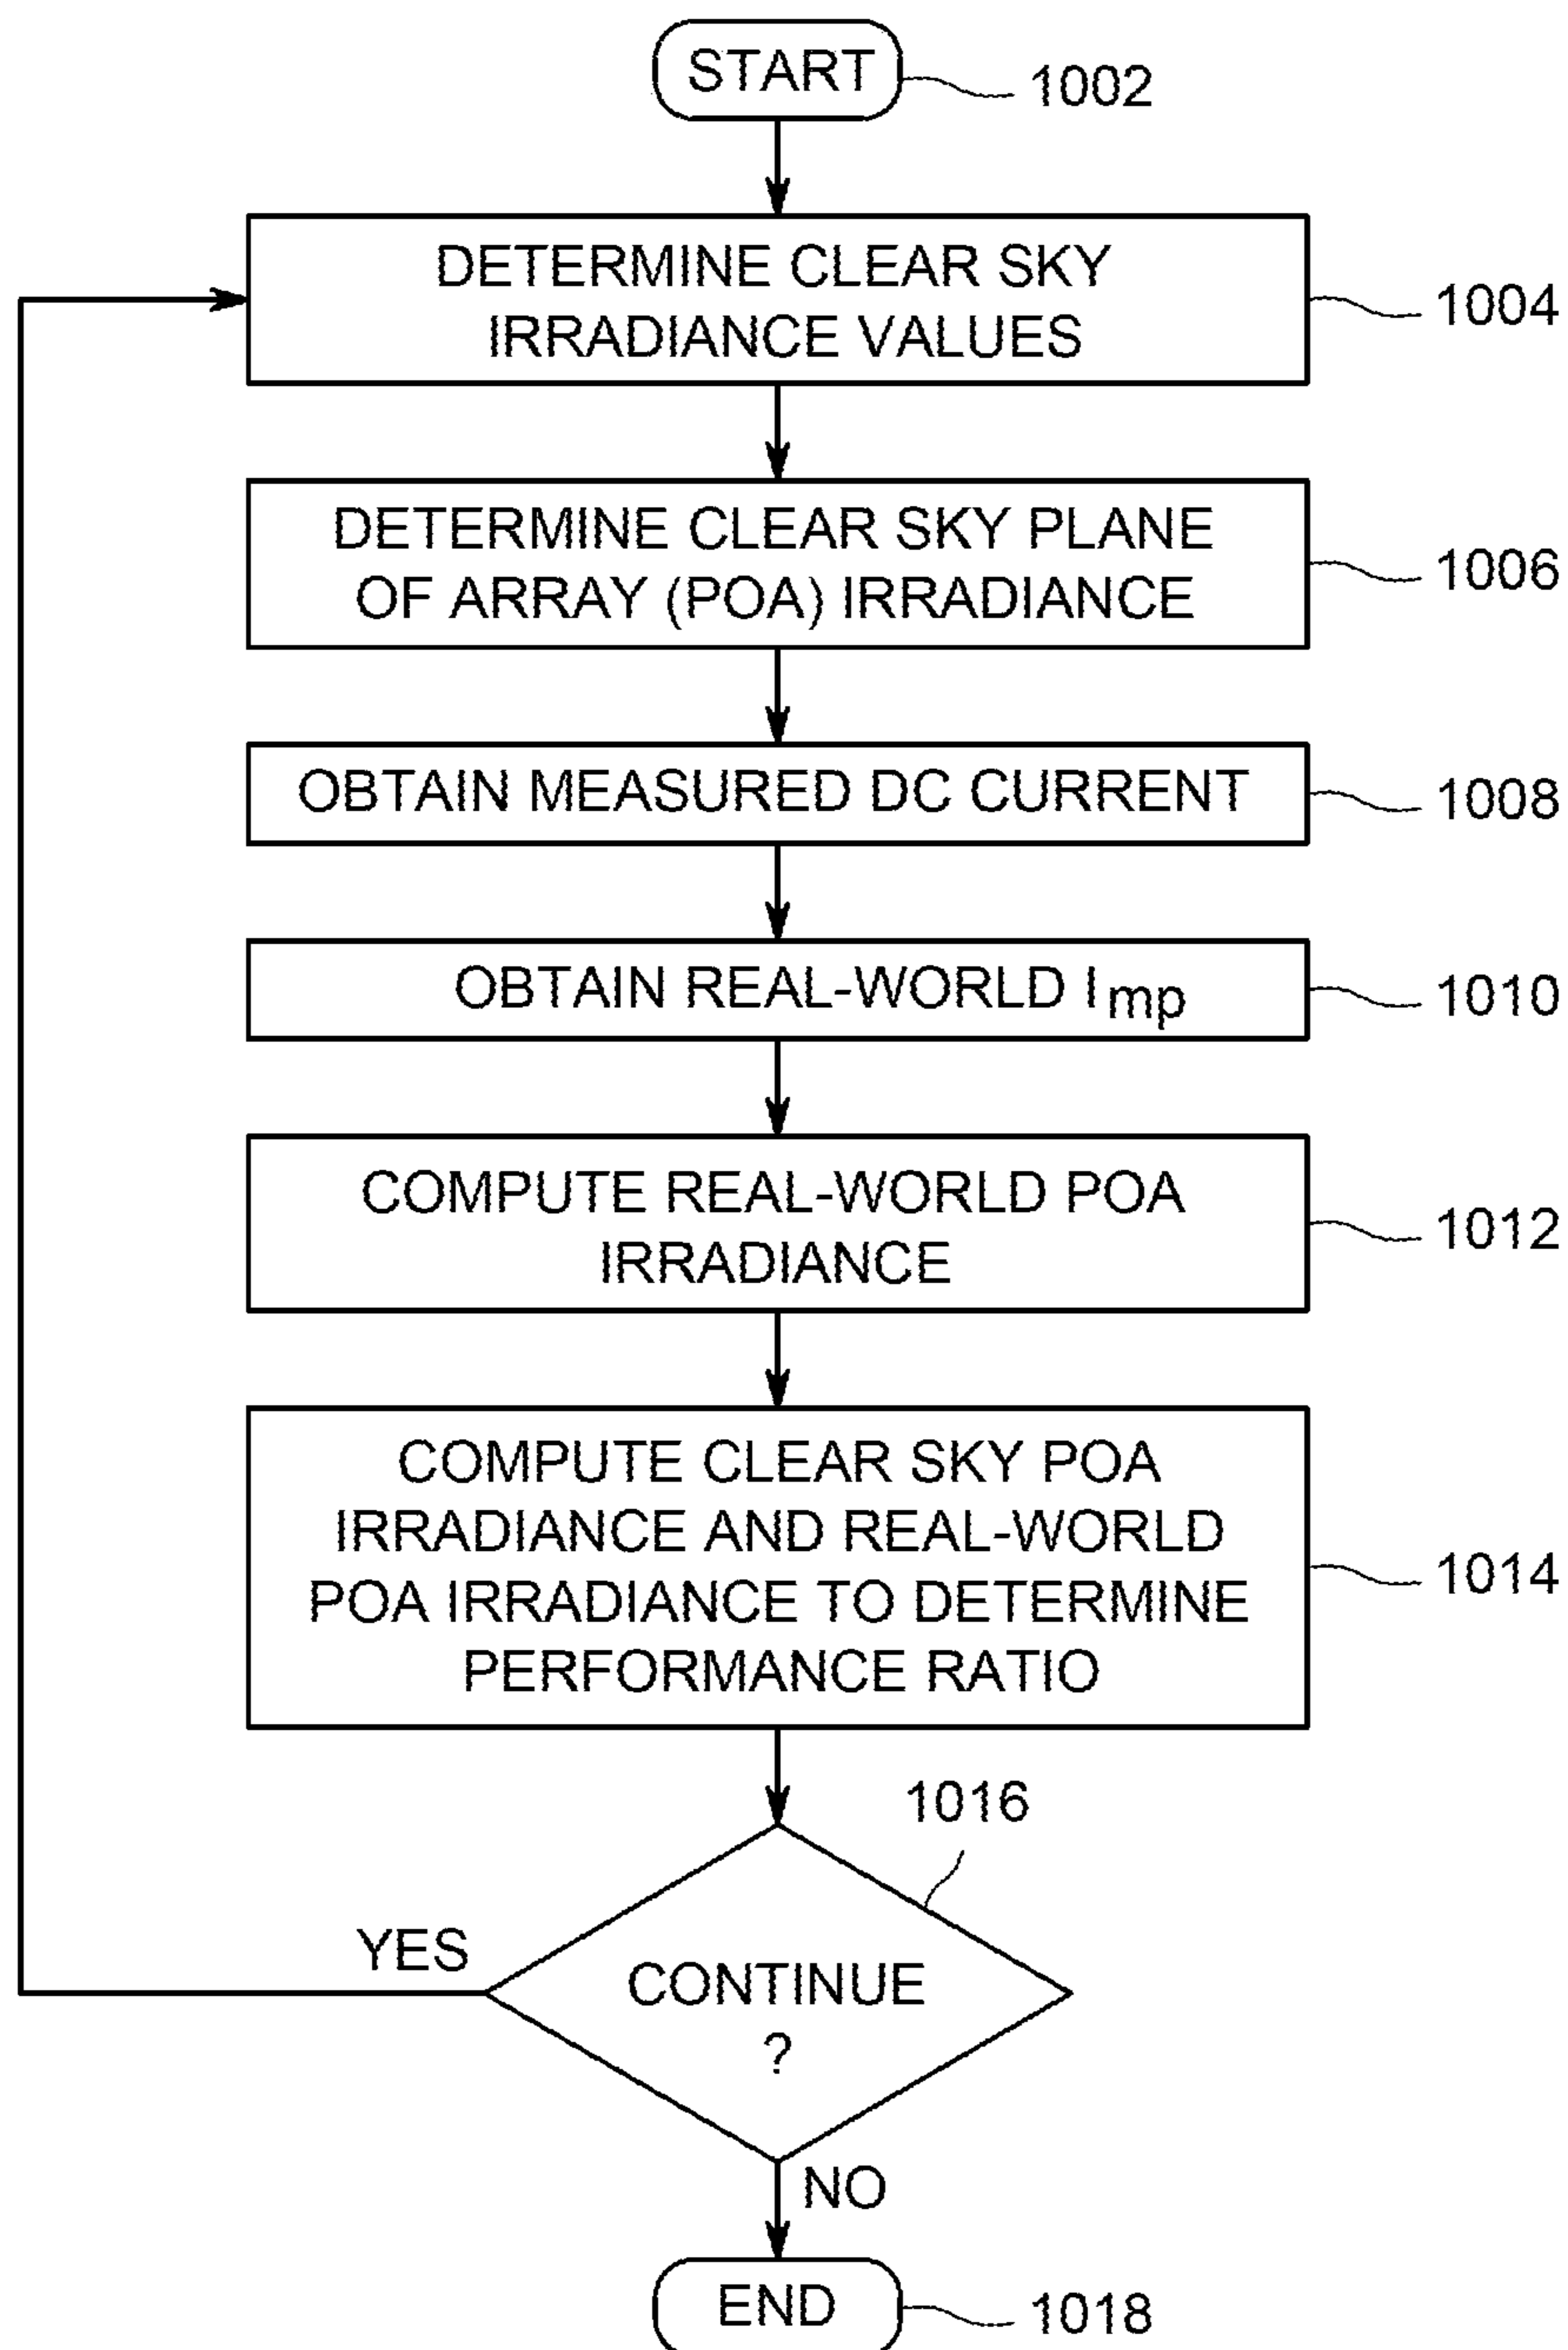 START
1002
DETERMINE CLEAR SKY
IRRADIANCE VALUES
1004
DETERMINE CLEAR SKY PLANE
OF ARRAY (POA) IRRADIANCE
1006
OBTAIN MEASURED DC CURRENT
1008
OBTAIN REAL-WORLD Imp
1010
COMPUTE REAL-WORLD POA
IRRADIANCE
1012
COMPUTE CLEAR SKY POA
IRRADIANCE AND REAL-WORLD
POA IRRADIANCE TO DETERMINE
PERFORMANCE RATIO
1014
1016
YES
CONTINUE
?
NO
END
1018